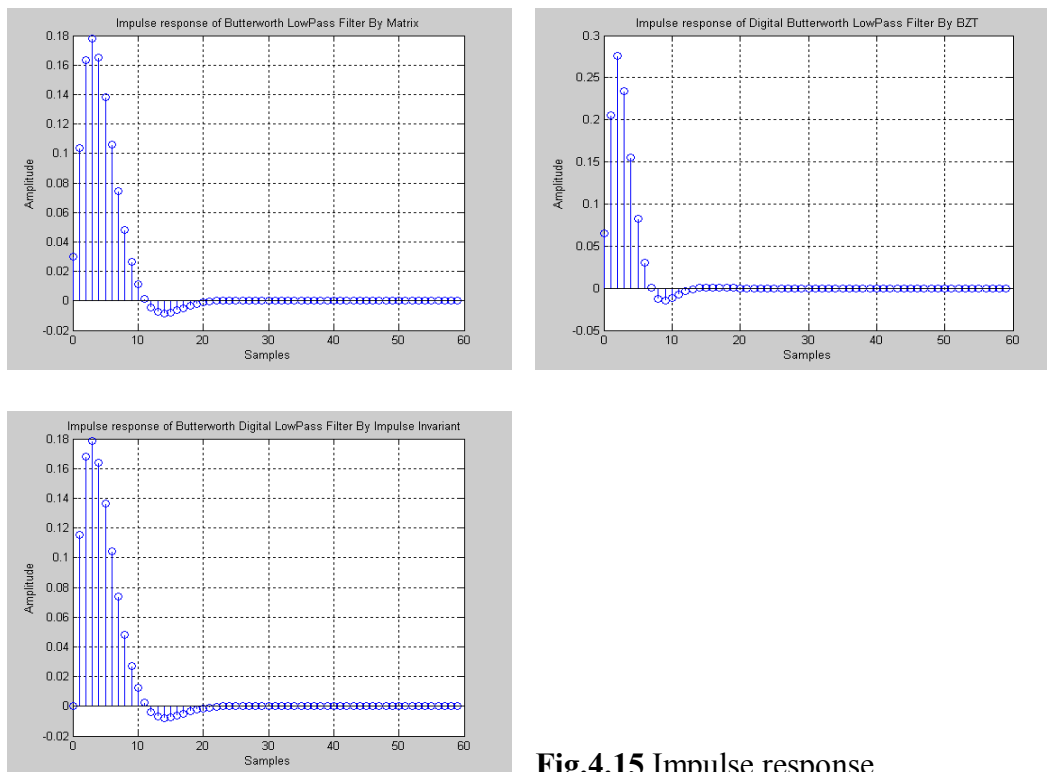 Impulse response of Butterworth LowPass Filter By Matrix
0.18
0.16
0.14
0.12
0.1
0.08
0.06
0.04
0.02
0
-0.02
Amplitude
0 10 20 30 40 50 60
Samples
Impulse response of Digital Butterworth LowPass Filter By BZT
0.3
0.25
0.2
0.15
0.1
0.05
0
-0.05
Amplitude
0 10 20 30 40 50 60
Samples
Impulse response of Butterworth Digital LowPass Filter By Impulse Invariant
0.18
0.16
0.14
0.12
0.1
0.08
0.06
0.04
0.02
0
-0.02
Amplitude
0 10 20 30 40 50 60
Samples
Fig.4.15 Impulse response